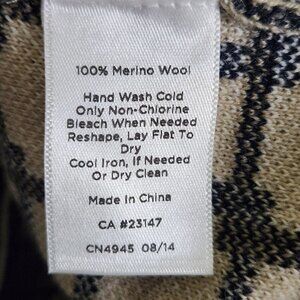 100% Merino Wool
Hand Wash Cold
Only Non-Chlorine
Bleach When Needed
Reshape, Lay Flat To
Dry
Cool Iron, If Needed
Or Dry Clean
Made in China
CA #23147
CN4945 08/14